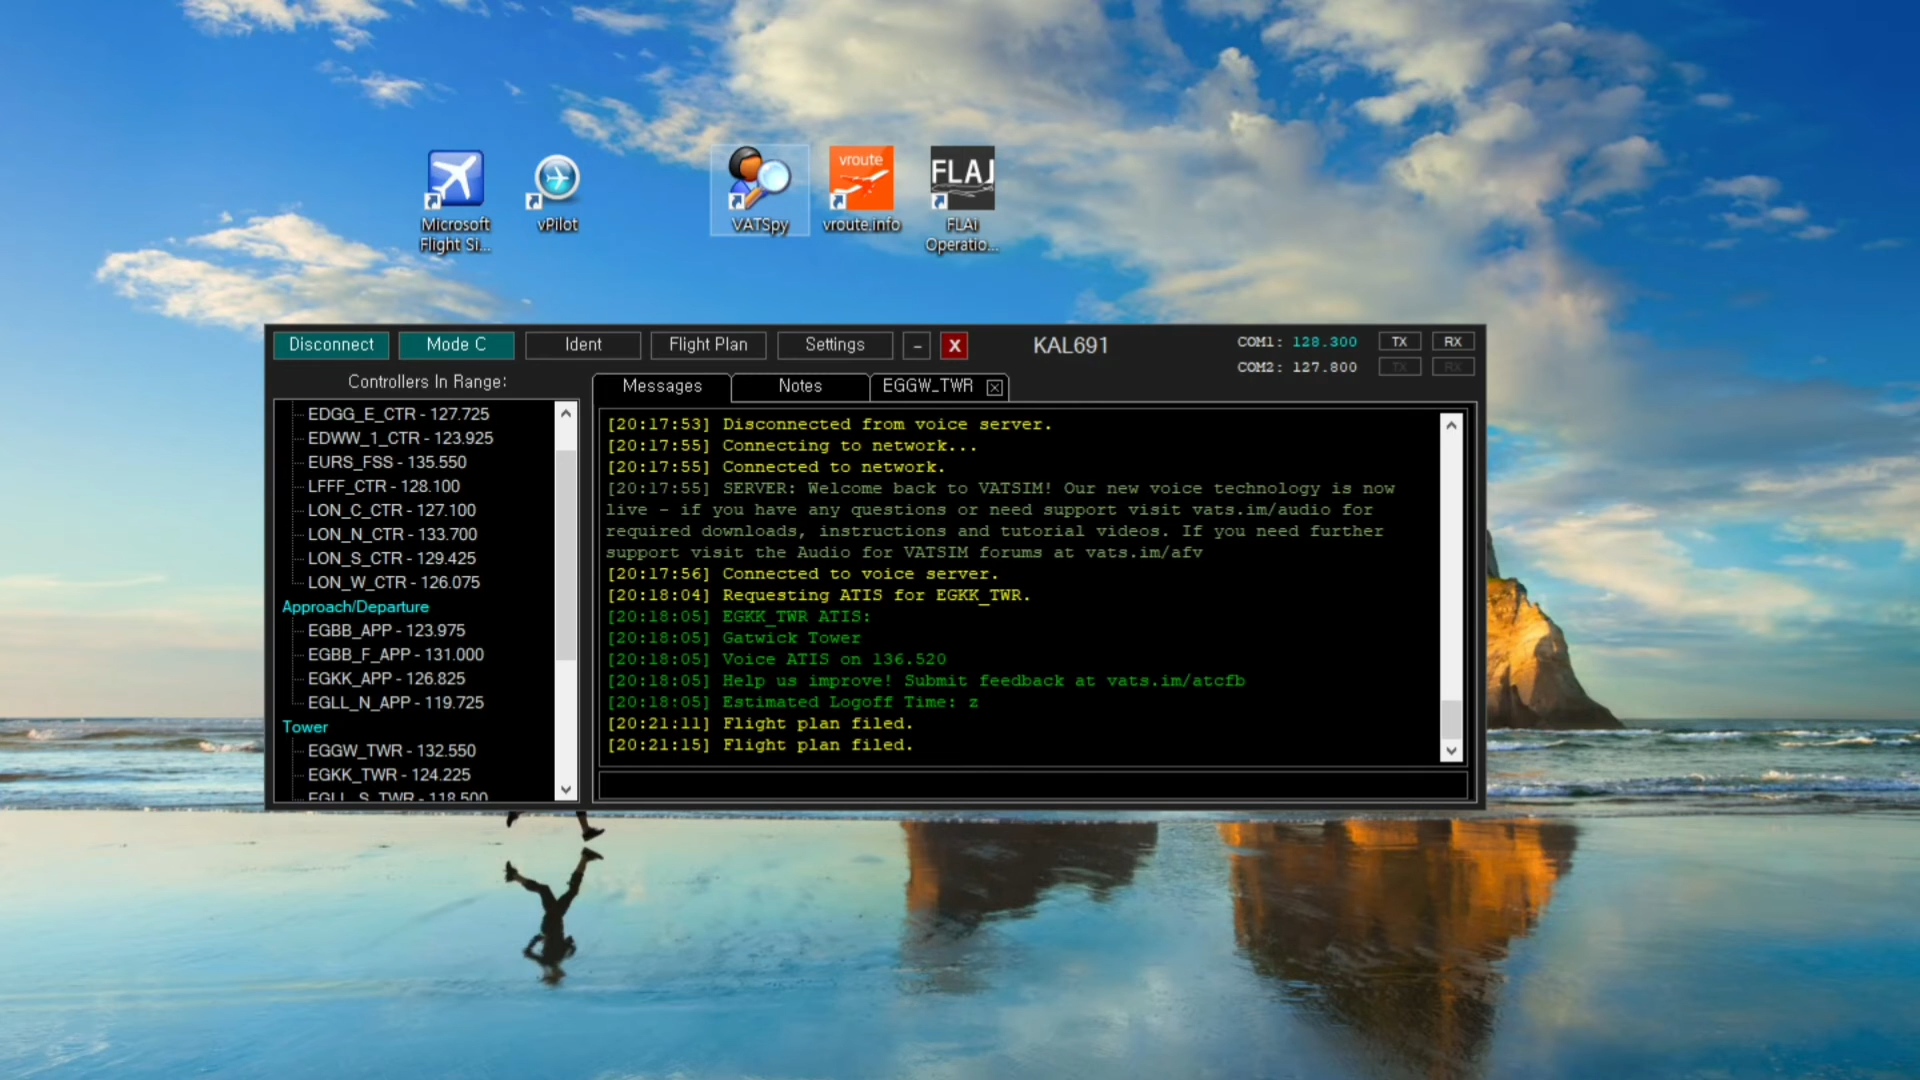 vroute
FLAi
Microsoft
Flight Si...
vPilot
VATSpy
vroute.info
FLAi
Operatio...
Disconnect
Mode C
Ident
Flight Plan
Settings
–
X
KAL691
COM1: 128.300
TX
RX
COM2: 127.800
TX
RX
Controllers In Range:
EDGG_E_CTR - 127.725
EDWW_1_CTR - 123.925
EURS_FSS - 135.550
LFFF_CTR - 128.100
LON_C_CTR - 127.100
LON_N_CTR - 133.700
LON_S_CTR - 129.425
LON_W_CTR - 126.075
Approach/Departure
EGBB_APP - 123.975
EGBB_F_APP - 131.000
EGKK_APP - 126.825
EGLL_N_APP - 119.725
Tower
EGGW_TWR - 132.550
EGKK_TWR - 124.225
EGLL_S_TWR - 118.500
Messages
Notes
EGGW_TWR
[20:17:53] Disconnected from voice server.
[20:17:55] Connecting to network...
[20:17:55] Connected to network.
[20:17:55] SERVER: Welcome back to VATSIM! Our new voice technology is now
live - if you have any questions or need support visit vats.im/audio for
required downloads, instructions and tutorial videos. If you need further
support visit the Audio for VATSIM forums at vats.im/afv
[20:17:56] Connected to voice server.
[20:18:04] Requesting ATIS for EGKK_TWR.
[20:18:05] EGKK_TWR ATIS:
[20:18:05] Gatwick Tower
[20:18:05] Voice ATIS on 136.520
[20:18:05] Help us improve! Submit feedback at vats.im/atcfb
[20:18:05] Estimated Logoff Time: z
[20:21:11] Flight plan filed.
[20:21:15] Flight plan filed.